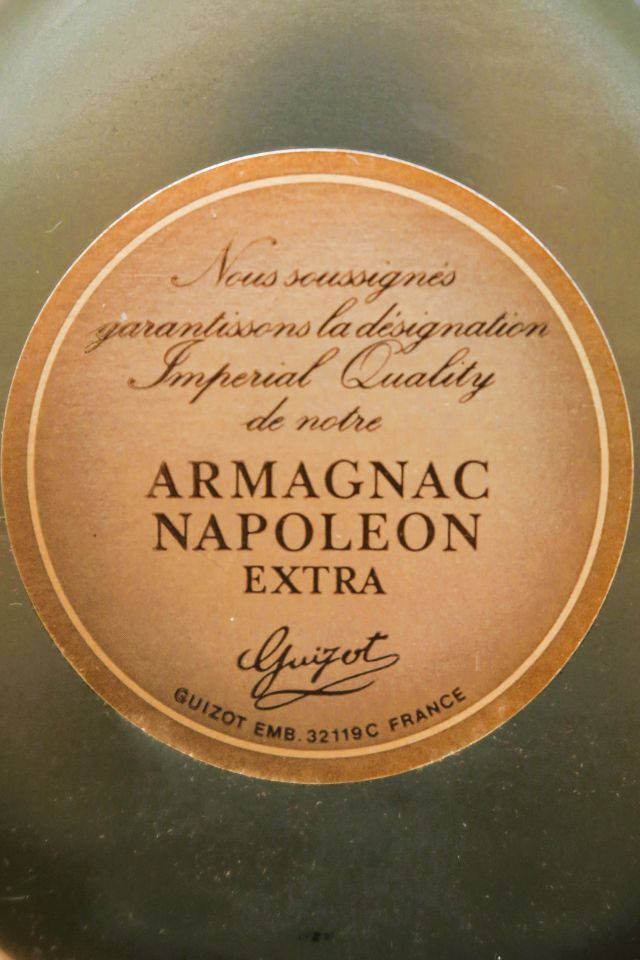 Nous soussignés
garantissons la désignation
Imperial Quality
de notre
ARMAGNAC
NAPOLEON
EXTRA
Guizot
GUIZOT EMB. 32119C FRANCE